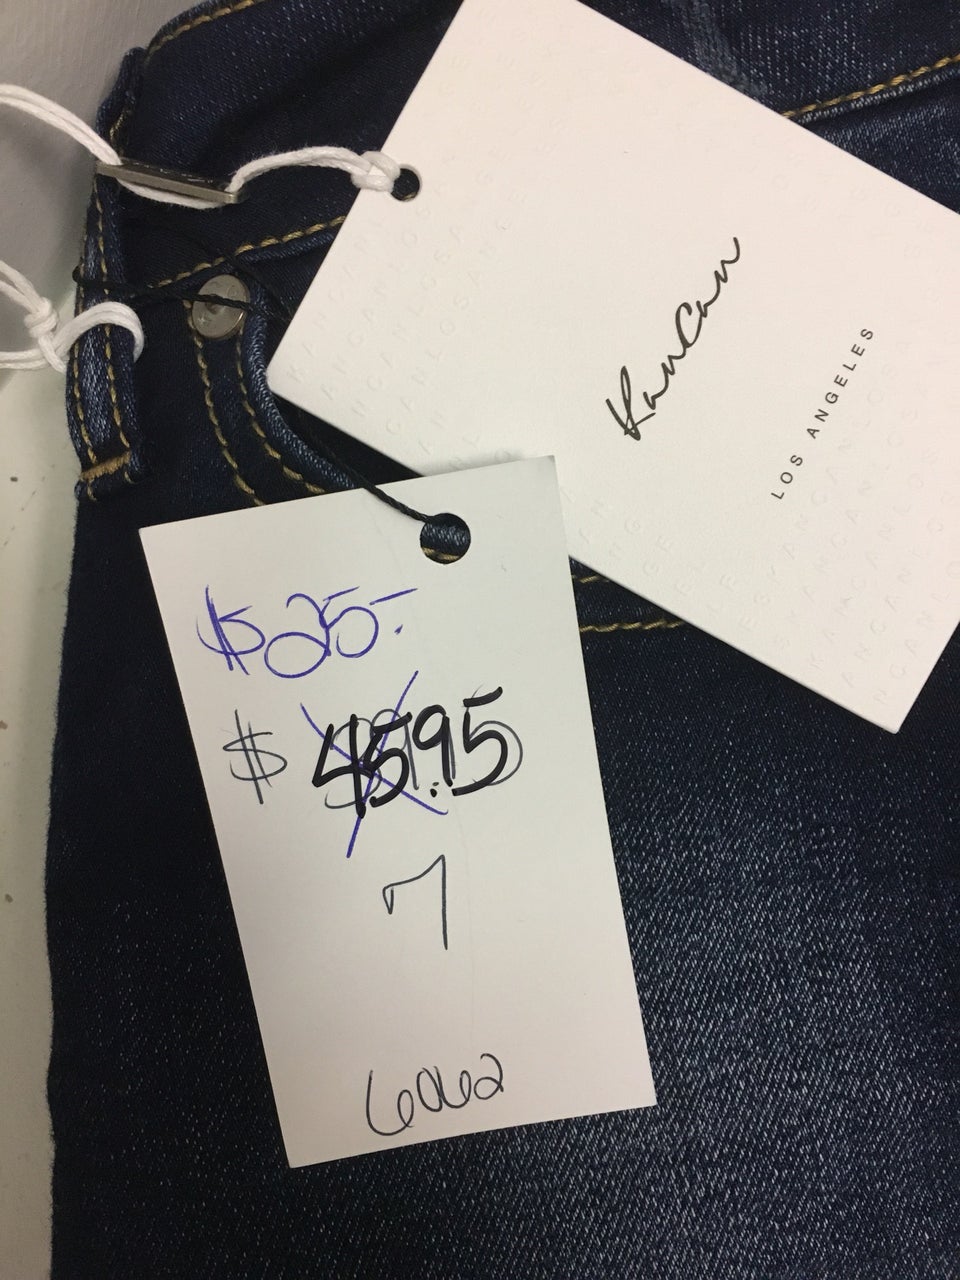 KanCan
LOS ANGELES
$25-.
$ 45.95
7
6062